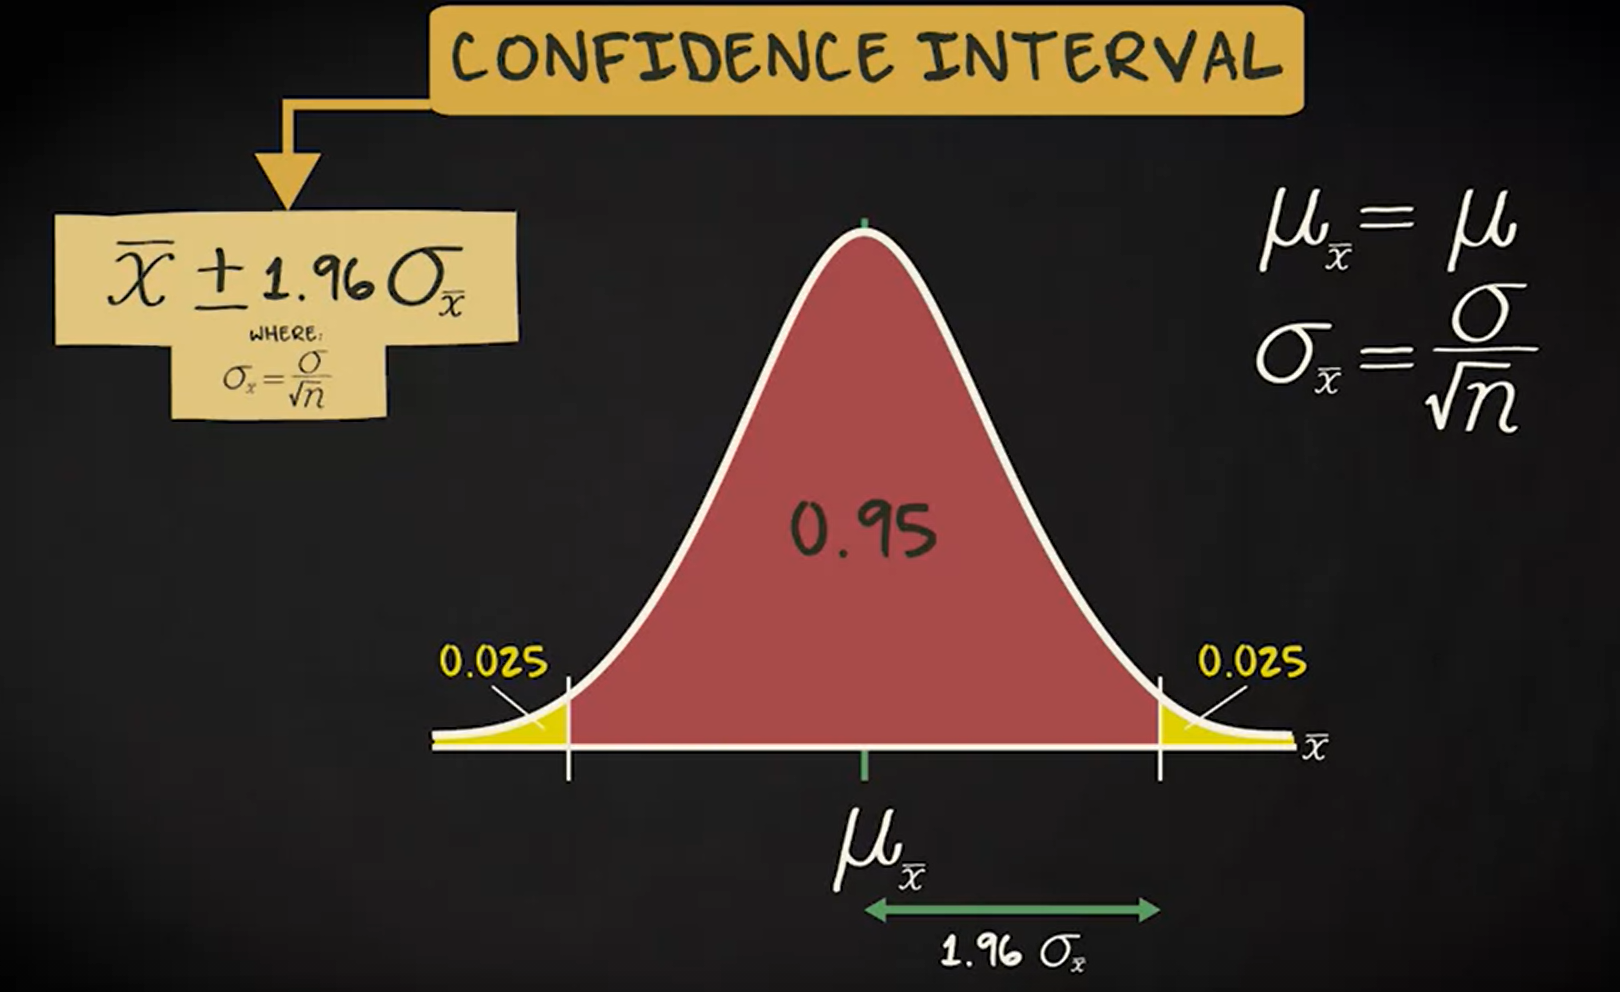 CONFIDENCE INTERVAL
x̄ ± 1.96 σx̄
WHERE:
σx̄ = σ/√n
μx̄ = μ
σx̄ = σ/√n
0.95
0.025
0.025
x̄
μx̄
1.96 σx̄